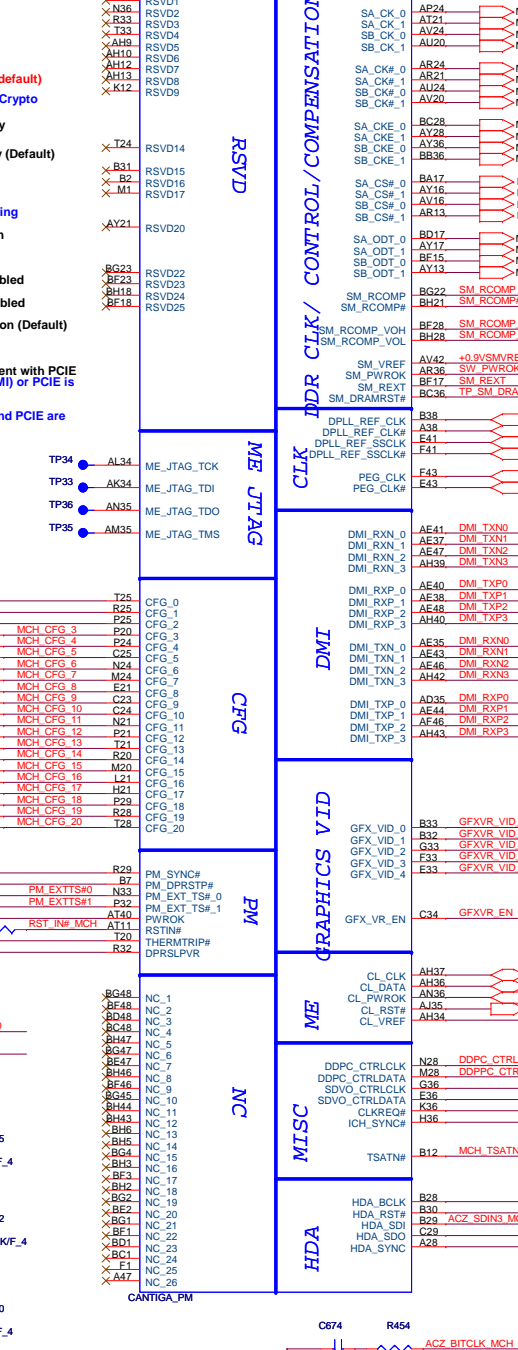 RSVD1
N36 RSVD2
R33 RSVD3
T33 RSVD4
AH9 RSVD5
AH10 RSVD6
AH12 RSVD7
AH13 RSVD8
K12 RSVD9
T24 RSVD14
B31 RSVD15
B2 RSVD16
M1 RSVD17
AY21 RSVD20
BG23 RSVD22
BF23 RSVD23
BH18 RSVD24
BF18 RSVD25
RSVD
default)
Crypto
y
y (Default)
ing
n
bled
bled
on (Default)
ent with PCIE
MI) or PCIE is
nd PCIE are
SA_CK_0 AP24
SA_CK_1 AT21
SB_CK_0 AV24
SB_CK_1 AU20
SA_CK#_0 AR24
SA_CK#_1 AR21
SB_CK#_0 AU24
SB_CK#_1 AV20
SA_CKE_0 BC28
SA_CKE_1 AY28
SB_CKE_0 AY36
SB_CKE_1 BB36
SA_CS#_0 BA17
SA_CS#_1 AY16
SB_CS#_0 AV16
SB_CS#_1 AR13
SA_ODT_0 BD17
SA_ODT_1 AY17
SB_ODT_0 BF15
SB_ODT_1 AY13
SM_RCOMP BG22 SM_RCOMP
SM_RCOMP# BH21 SM_RCOMP#
SM_RCOMP_VOH BF28 SM_RCOMP_
SM_RCOMP_VOL BH28 SM_RCOMP_
SM_VREF AV42 +0.9VSMVRE
SM_PWROK AR36 SW_PWROK
SM_REXT BF17 SM_REXT
SM_DRAMRST# BC36 TP_SM_DRA
DDR CLK/ CONTROL/COMPENSATION
DPLL_REF_CLK B38
DPLL_REF_CLK# A38
DPLL_REF_SSCLK E41
DPLL_REF_SSCLK# F41
PEG_CLK F43
PEG_CLK# E43
CLK
TP34 AL34 ME_JTAG_TCK
TP33 AK34 ME_JTAG_TDI
TP36 AN35 ME_JTAG_TDO
TP35 AM35 ME_JTAG_TMS
ME JTAG
DMI_RXN_0 AE41 DMI_TXN0
DMI_RXN_1 AE37 DMI_TXN1
DMI_RXN_2 AE47 DMI_TXN2
DMI_RXN_3 AH39 DMI_TXN3
DMI_RXP_0 AE40 DMI_TXP0
DMI_RXP_1 AE38 DMI_TXP1
DMI_RXP_2 AE48 DMI_TXP2
DMI_RXP_3 AH40 DMI_TXP3
DMI_TXN_0 AE35 DMI_RXN0
DMI_TXN_1 AE43 DMI_RXN1
DMI_TXN_2 AE46 DMI_RXN2
DMI_TXN_3 AH42 DMI_RXN3
DMI_TXP_0 AD35 DMI_RXP0
DMI_TXP_1 AE44 DMI_RXP1
DMI_TXP_2 AF46 DMI_RXP2
DMI_TXP_3 AH43 DMI_RXP3
DMI
T25 CFG_0
R25 CFG_1
P25 CFG_2
MCH_CFG_3 P20 CFG_3
MCH_CFG_4 P24 CFG_4
MCH_CFG_5 C25 CFG_5
MCH_CFG_6 N24 CFG_6
MCH_CFG_7 M24 CFG_7
MCH_CFG_8 E21 CFG_8
MCH_CFG_9 C23 CFG_9
MCH_CFG_10 C24 CFG_10
MCH_CFG_11 N21 CFG_11
MCH_CFG_12 P21 CFG_12
MCH_CFG_13 T21 CFG_13
MCH_CFG_14 R20 CFG_14
MCH_CFG_15 M20 CFG_15
MCH_CFG_16 L21 CFG_16
MCH_CFG_17 H21 CFG_17
MCH_CFG_18 P29 CFG_18
MCH_CFG_19 R28 CFG_19
MCH_CFG_20 T28 CFG_20
CFG
GFX_VID_0 B33 GFXVR_VID_
GFX_VID_1 B32 GFXVR_VID_
GFX_VID_2 G33 GFXVR_VID_
GFX_VID_3 F33 GFXVR_VID_
GFX_VID_4 E33 GFXVR_VID_
GFX_VR_EN C34 GFXVR_EN
GRAPHICS VID
R29 PM_SYNC#
B7 PM_DPRSTP#
PM_EXTTS#0 N33 PM_EXT_TS#_0
PM_EXTTS#1 P32 PM_EXT_TS#_1
AT40 PWROK
RST_IN#_MCH AT11 RSTIN#
T20 THERMTRIP#
R32 DPRSLPVR
PM
CL_CLK AH37
CL_DATA AH36
CL_PWROK AN36
CL_RST# AJ35
CL_VREF AH34
ME
BG48 NC_1
BF48 NC_2
BD48 NC_3
BC48 NC_4
BH47 NC_5
BG47 NC_6
BE47 NC_7
BH46 NC_8
BF46 NC_9
BG45 NC_10
BH44 NC_11
BH43 NC_12
BH6 NC_13
BH5 NC_14
BG4 NC_15
BH3 NC_16
BF3 NC_17
BH2 NC_18
BG2 NC_19
BE2 NC_20
BG1 NC_21
BF1 NC_22
BD1 NC_23
BC1 NC_24
F1 NC_25
A47 NC_26
NC
CANTIGA_PM
DDPC_CTRLCLK N28 DDPC_CTRL
DDPC_CTRLDATA M28 DDPPC_CTR
SDVO_CTRLCLK G36
SDVO_CTRLDATA E36
CLKREQ# K36
ICH_SYNC# H36
TSATN# B12 MCH_TSATN
MISC
HDA_BCLK B28
HDA_RST# B30
HDA_SDI B29 ACZ_SDIN3_MC
HDA_SDO C29
HDA_SYNC A28
HDA
5
F_4
2
K/F_4
0
F_4
C674 R454
ACZ_BITCLK_MCH